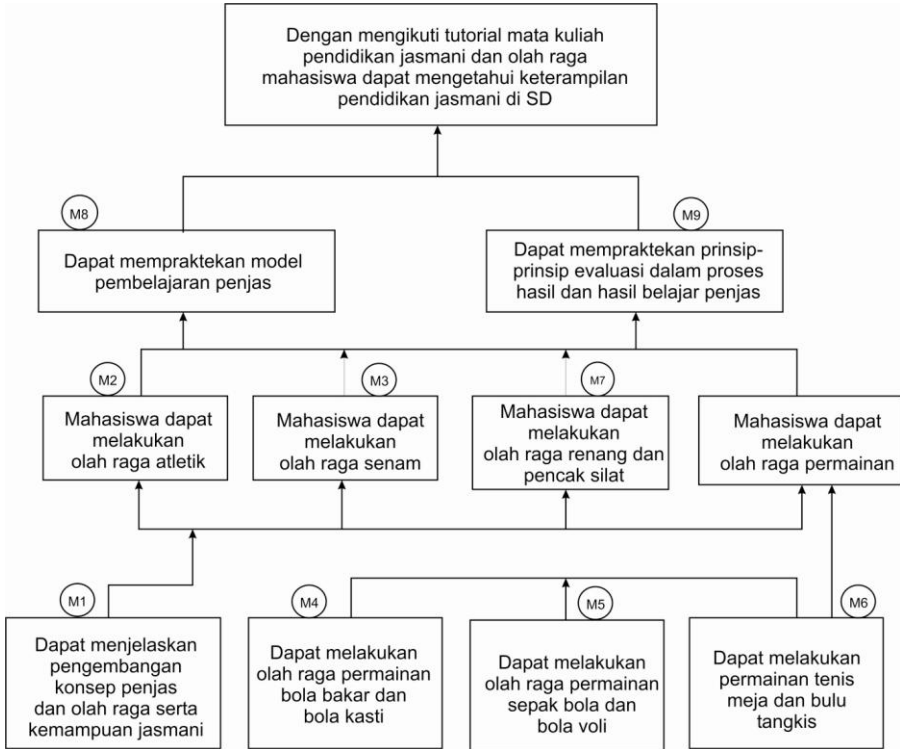 Dengan mengikuti tutorial mata kuliah
pendidikan jasmani dan olah raga
mahasiswa dapat mengetahui keterampilan
pendidikan jasmani di SD
M8
Dapat mempraktekan model
pembelajaran penjas
M9
Dapat mempraktekan prinsip-
prinsip evaluasi dalam proses
hasil dan hasil belajar penjas
M2
Mahasiswa dapat
melakukan
olah raga atletik
M3
Mahasiswa dapat
melakukan
olah raga senam
M7
Mahasiswa dapat
melakukan
olah raga renang dan
pencak silat
Mahasiswa dapat
melakukan
olah raga permainan
M1
Dapat menjelaskan
pengembangan
konsep penjas
dan olah raga serta
kemampuan jasmani
M4
Dapat melakukan
olah raga permainan
bola bakar dan
bola kasti
M5
Dapat melakukan
olah raga permainan
sepak bola dan
bola voli
M6
Dapat melakukan
permainan tenis
meja dan bulu
tangkis